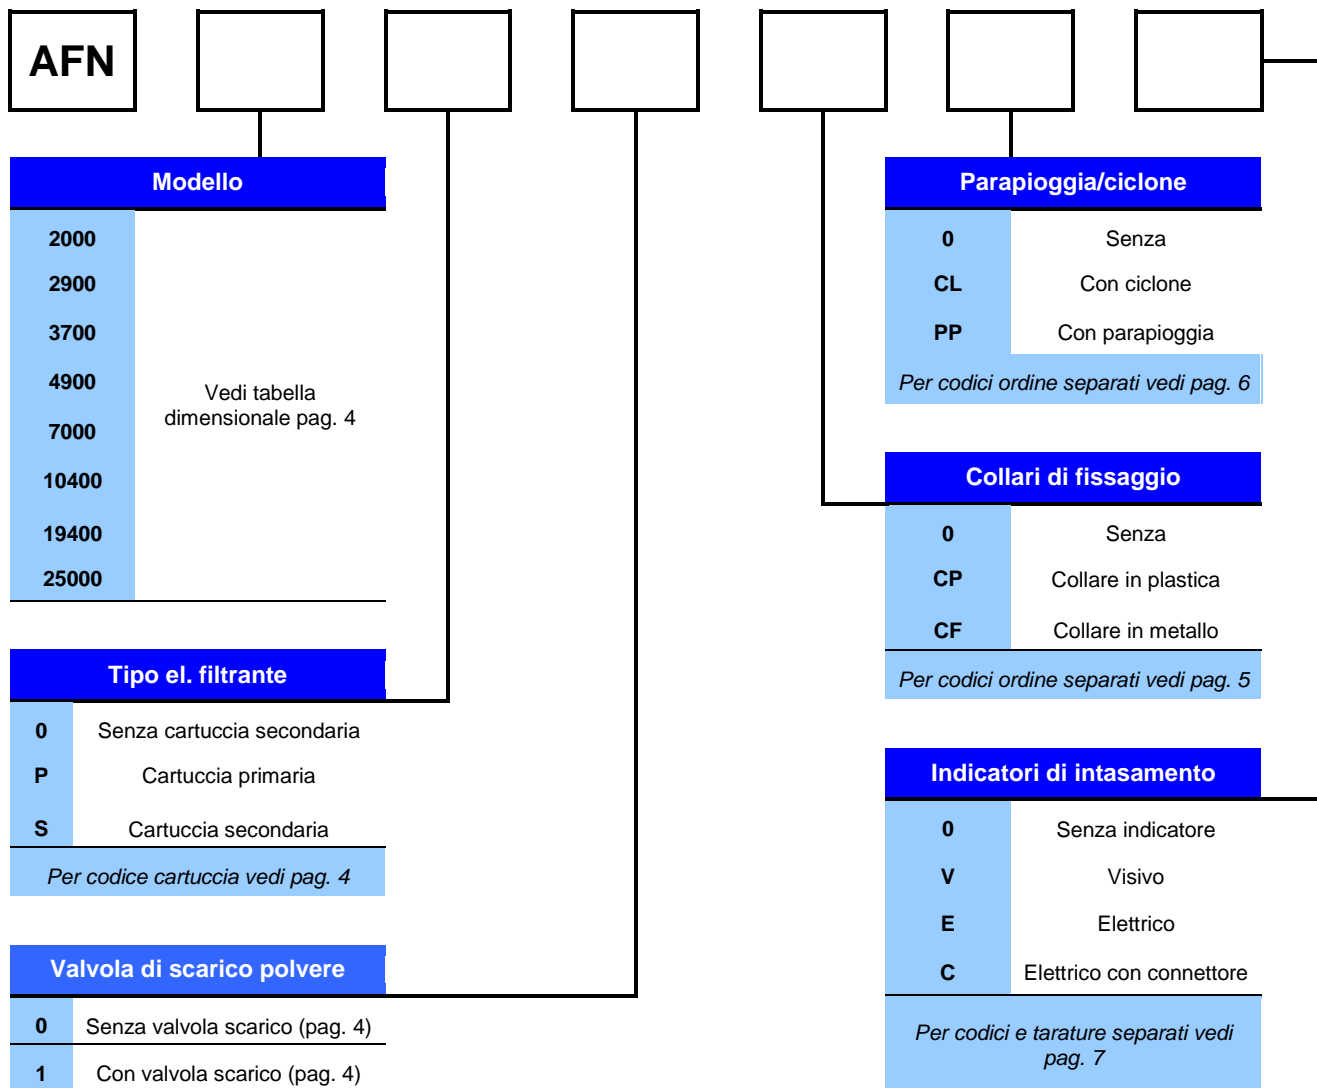 AFN
Modello
2000
2900
3700
4900
7000
10400
19400
25000
Vedi tabella
dimensionale pag. 4
Tipo el. filtrante
0 Senza cartuccia secondaria
P Cartuccia primaria
S Cartuccia secondaria
Per codice cartuccia vedi pag. 4
Valvola di scarico polvere
0 Senza valvola scarico (pag. 4)
1 Con valvola scarico (pag. 4)
Parapioggia/ciclone
0 Senza
CL Con ciclone
PP Con parapioggia
Per codici ordine separati vedi pag. 6
Collari di fissaggio
0 Senza
CP Collare in plastica
CF Collare in metallo
Per codici ordine separati vedi pag. 5
Indicatori di intasamento
0 Senza indicatore
V Visivo
E Elettrico
C Elettrico con connettore
Per codici e tarature separati vedi
pag. 7